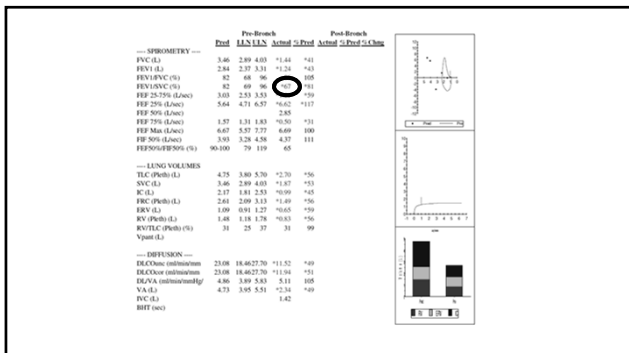 Pre-Bronch Post-Bronch
Pred LLN ULN Actual %Pred Actual %Pred %Chng
---- SPIROMETRY ----
FVC (L) 3.46 2.89 4.03 *1.44 *41
FEV1 (L) 2.84 2.37 3.31 *1.24 *43
FEV1/FVC (%) 82 68 96 105
FEV1/SVC (%) 82 69 96 *67 *81
FEF 25-75% (L/sec) 3.03 2.53 3.53 *59
FEF 25% (L/sec) 5.64 4.71 6.57 *6.62 *117
FEF 50% (L/sec) 2.85
FEF 75% (L/sec) 1.57 1.31 1.83 *0.50 *31
FEF Max (L/sec) 6.67 5.57 7.77 6.69 100
FIF 50% (L/sec) 3.93 3.28 4.58 4.37 111
FEF50%/FIF50% (%) 90-100 79 119 65
---- LUNG VOLUMES
TLC (Pleth) (L) 4.75 3.80 5.70 *2.70 *56
SVC (L) 3.46 2.89 4.03 *1.87 *53
IC (L) 2.17 1.81 2.53 *0.99 *45
FRC (Pleth) (L) 2.61 2.09 3.13 *1.49 *56
ERV (L) 1.09 0.91 1.27 *0.65 *59
RV (Pleth) (L) 1.48 1.18 1.78 *0.83 *56
RV/TLC (Pleth) (%) 31 25 37 31 99
Vpant (L)
---- DIFFUSION
DLCOunc (ml/min/mm 23.08 18.46 27.70 *11.52 *49
DLCOcor (ml/min/mm 23.08 18.46 27.70 *11.94 *51
DL/VA (ml/min/mmHg/ 4.86 3.89 5.83 5.11 105
VA (L) 4.73 3.95 5.51 *2.34 *49
IVC (L) 1.42
BHT (sec)